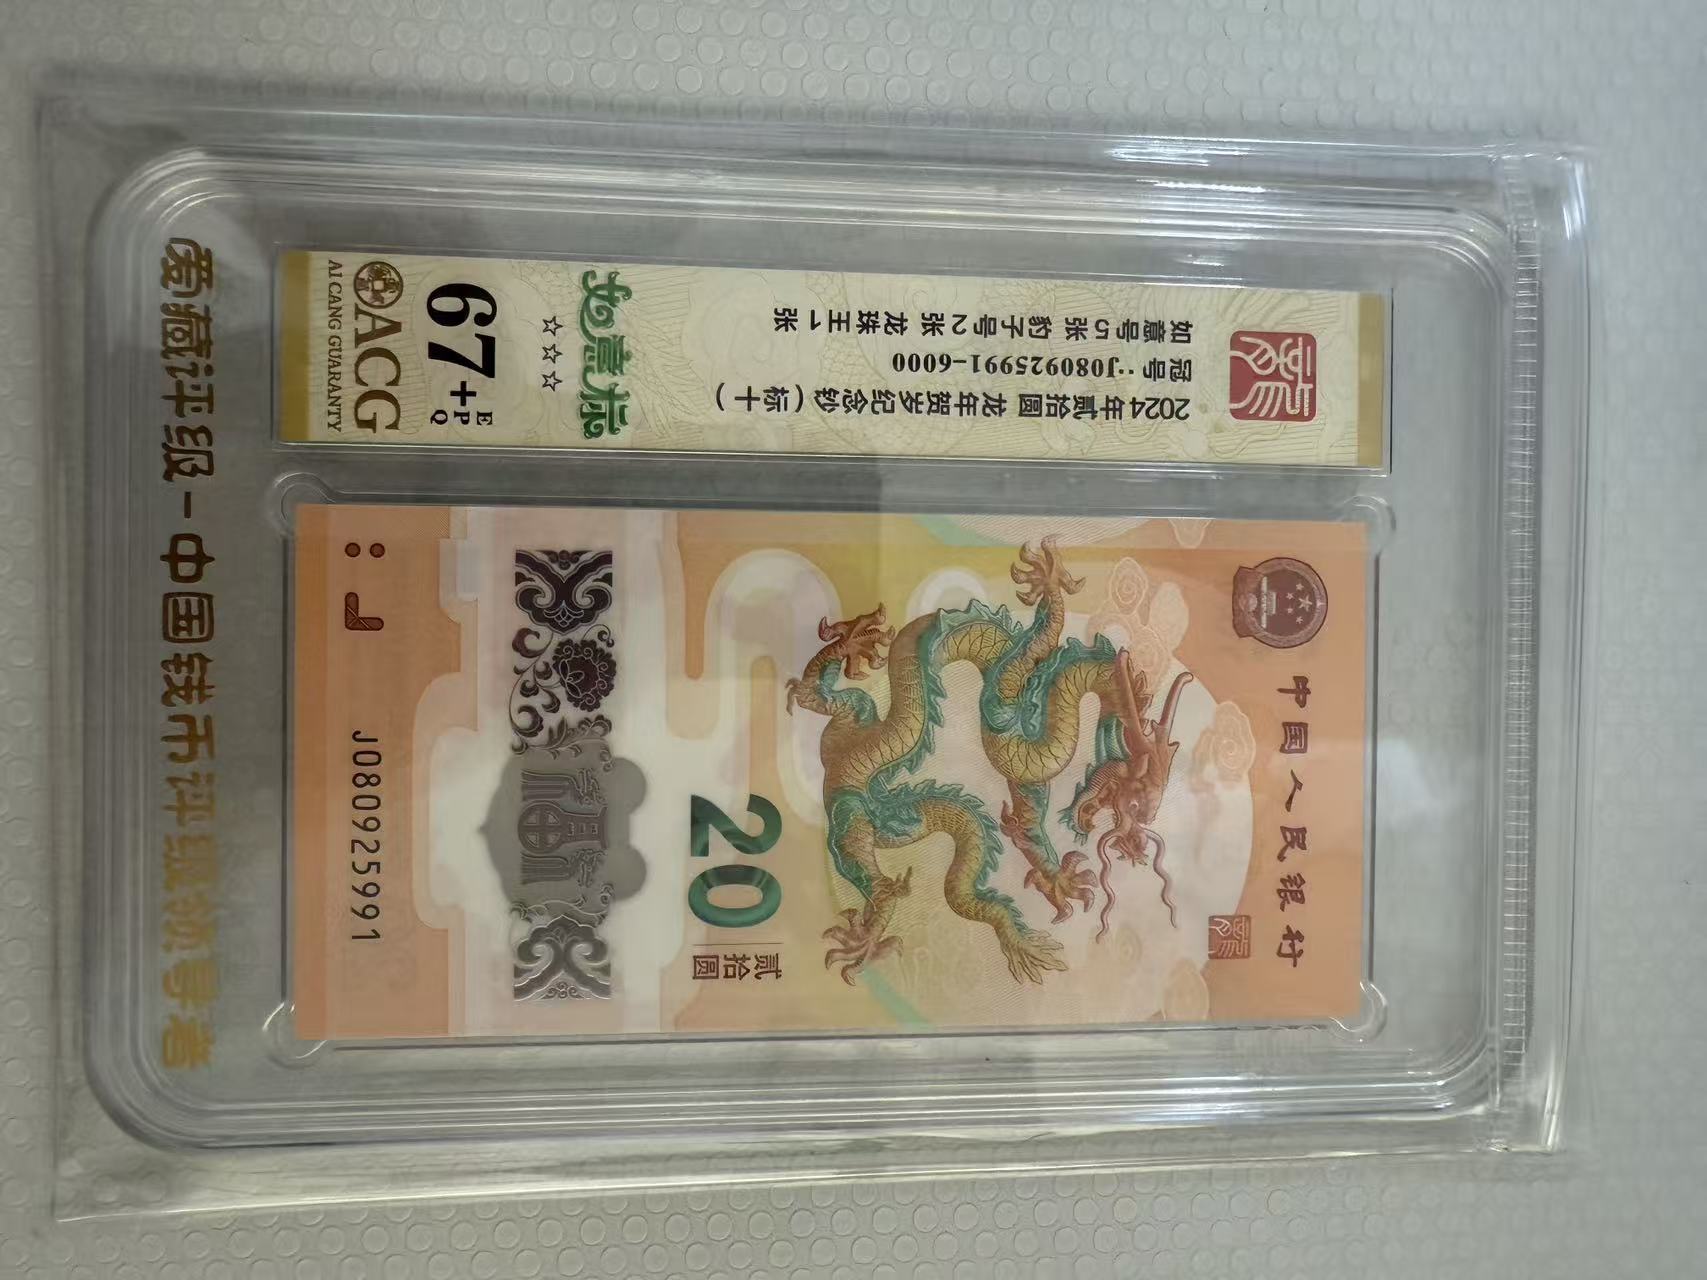 爱藏评级-中国钱币评级领导者
2024年贰拾圆 龙年贺岁纪念钞（标十）
冠号：J080925991-6000
如意号5张 豹子号2张 龙珠王1张
☆☆☆
67+ EPQ
ACG
AI CANG GUARANTY
中国人民银行
20 贰拾圆
J080925991